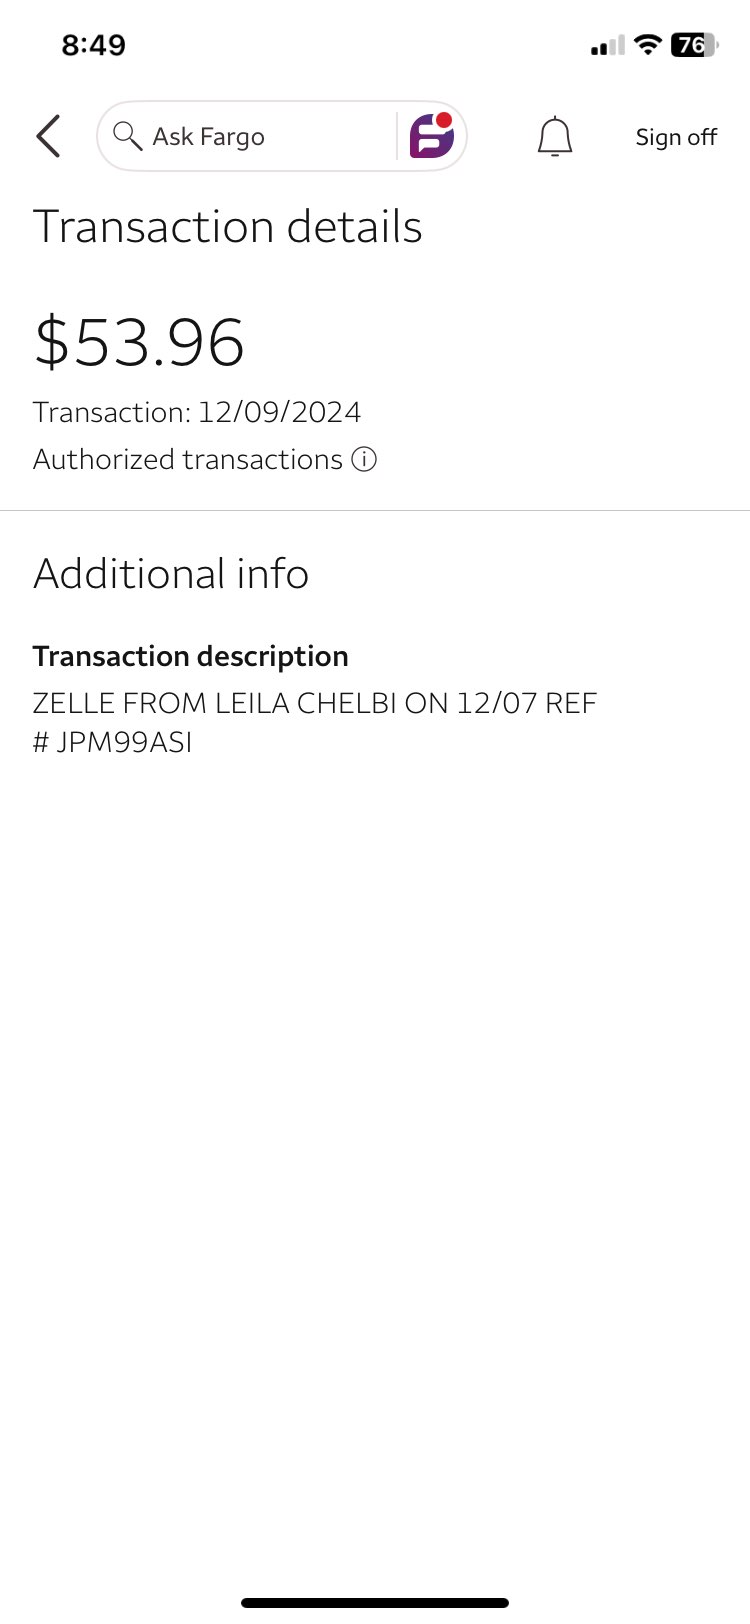 8:49
76
Ask Fargo
Sign off
Transaction details
$53.96
Transaction: 12/09/2024
Authorized transactions
Additional info
Transaction description
ZELLE FROM LEILA CHELBI ON 12/07 REF
# JPM99ASI